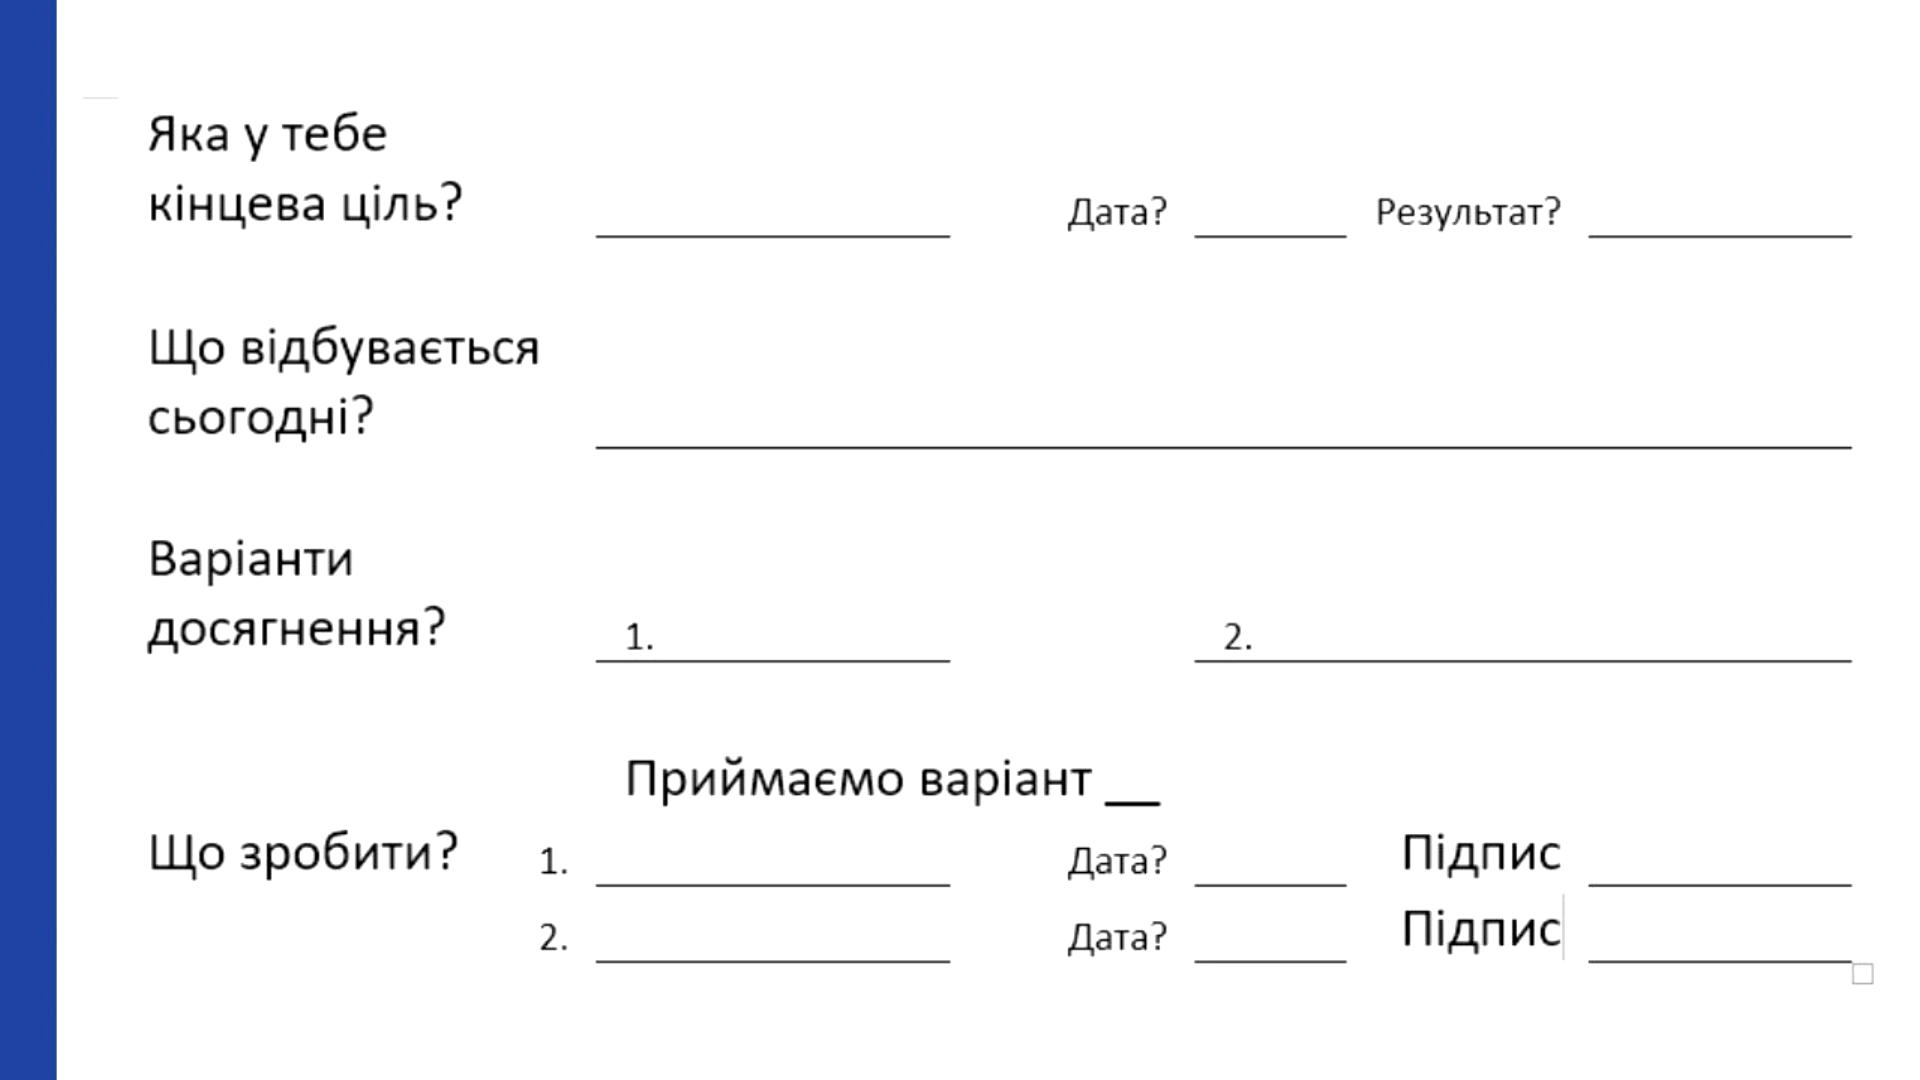 Яка у тебе
кінцева ціль? Дата? Результат?
Що відбувається
сьогодні?
Варіанти
досягнення? 1. 2.
Приймаємо варіант __
Що зробити? 1. Дата? Підпис
2. Дата? Підпис